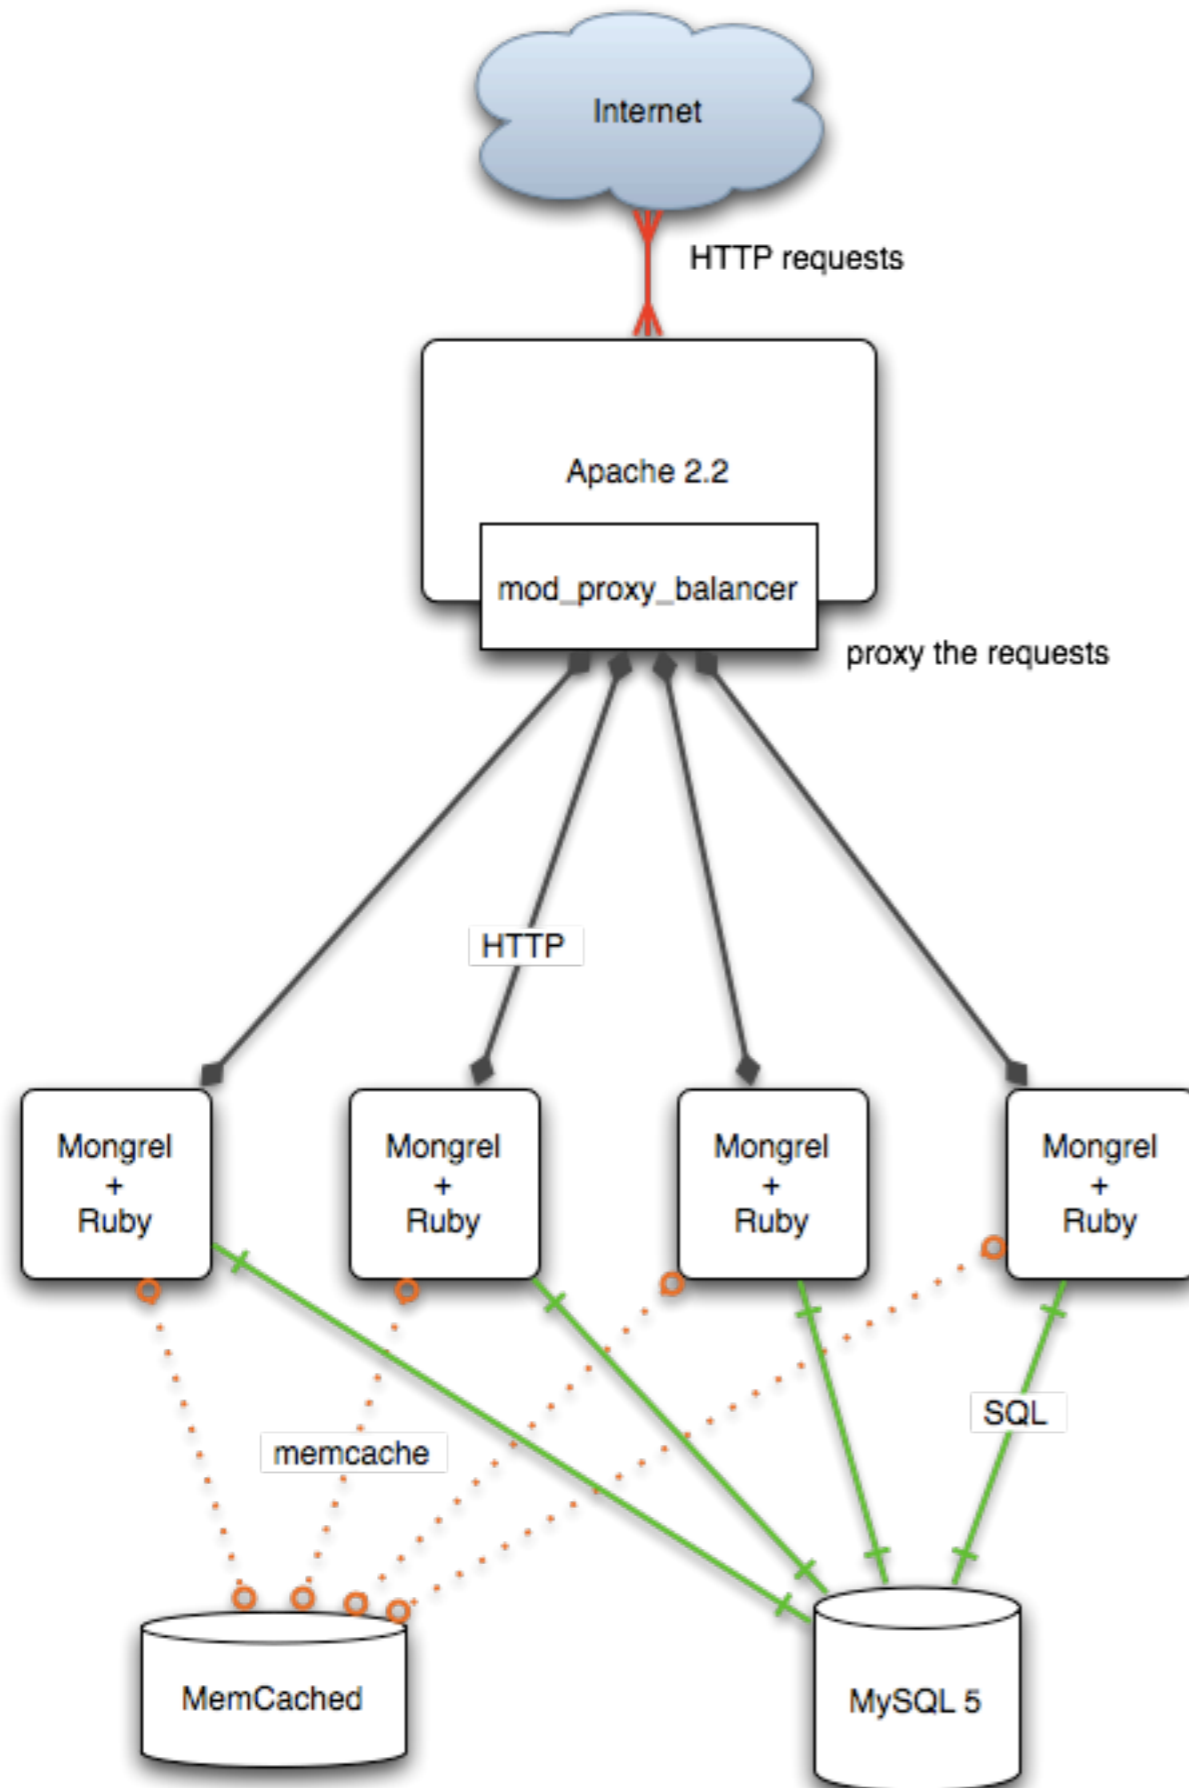 Internet
HTTP requests
Apache 2.2
mod_proxy_balancer
proxy the requests
HTTP
Mongrel
+
Ruby
Mongrel
+
Ruby
Mongrel
+
Ruby
Mongrel
+
Ruby
SQL
memcache
MemCached
MySQL 5